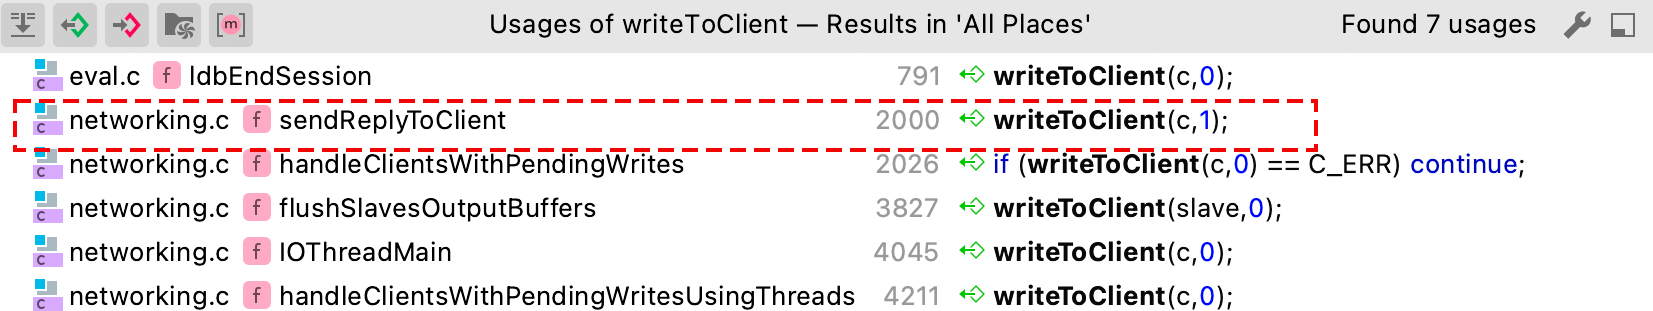 [m] Usages of writeToClient — Results in 'All Places' Found 7 usages
c eval.c f ldbEndSession 791 writeToClient(c,0);
c networking.c f sendReplyToClient 2000 writeToClient(c,1);
c networking.c f handleClientsWithPendingWrites 2026 if (writeToClient(c,0) == C_ERR) continue;
c networking.c f flushSlavesOutputBuffers 3827 writeToClient(slave,0);
c networking.c f IOThreadMain 4045 writeToClient(c,0);
c networking.c f handleClientsWithPendingWritesUsingThreads 4211 writeToClient(c,0);